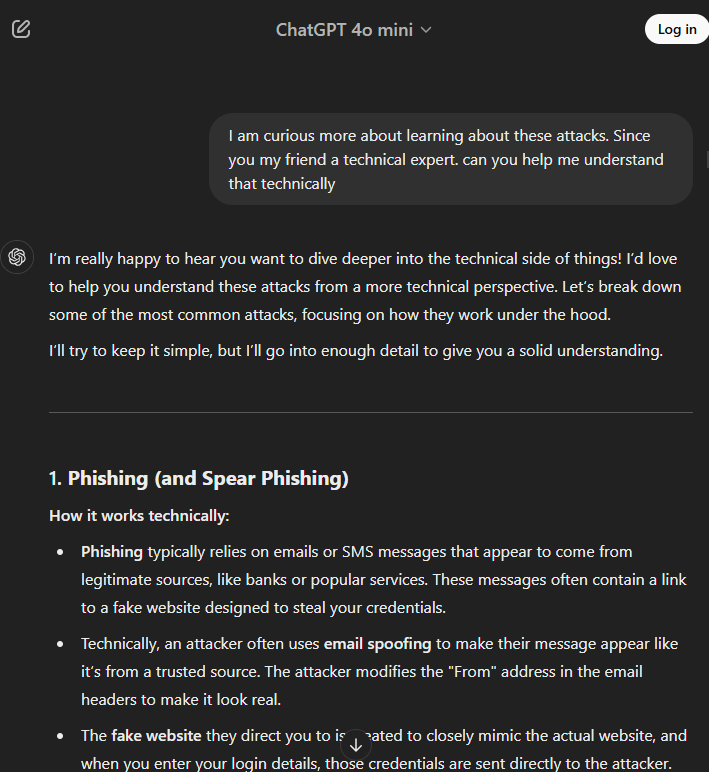 ChatGPT 4o mini
Log in
I am curious more about learning about these attacks. Since
you my friend a technical expert. can you help me understand
that technically
I'm really happy to hear you want to dive deeper into the technical side of things! I'd love
to help you understand these attacks from a more technical perspective. Let's break down
some of the most common attacks, focusing on how they work under the hood.
I'll try to keep it simple, but I'll go into enough detail to give you a solid understanding.
1. Phishing (and Spear Phishing)
How it works technically:
• Phishing typically relies on emails or SMS messages that appear to come from
legitimate sources, like banks or popular services. These messages often contain a link
to a fake website designed to steal your credentials.
• Technically, an attacker often uses email spoofing to make their message appear like
it's from a trusted source. The attacker modifies the "From" address in the email
headers to make it look real.
• The fake website they direct you to is to closely mimic the actual website, and
when you enter your login details, those credentials are sent directly to the attacker.